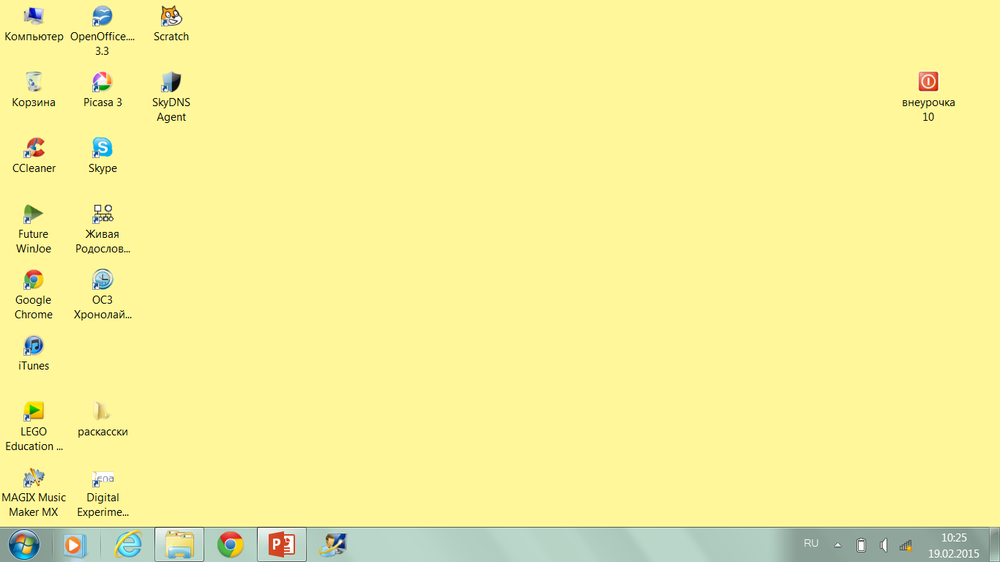 Компьютер
OpenOffice....
3.3
Scratch
Корзина
Picasa 3
SkyDNS
Agent
внеурочка
10
CCleaner
Skype
Future
WinJoe
Живая
Родослов...
Google
Chrome
ОС3
Хронолай...
iTunes
LEGO
Education ...
раскасски
MAGIX Music
Maker MX
ena
Digital
Experime...
RU
10:25
19.02.2015